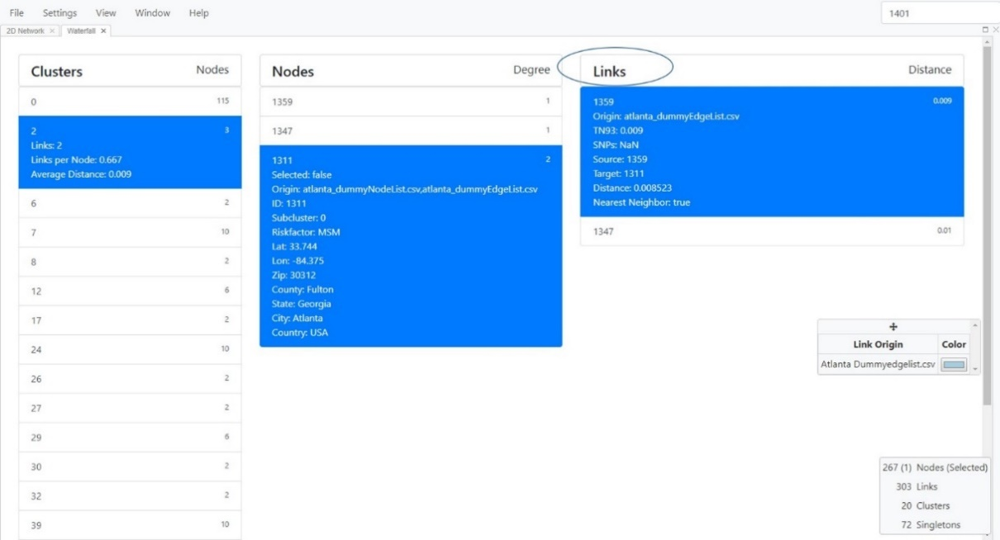 File Settings View Window Help
1401
2D Network × Waterfall ×
Clusters Nodes
0 115
2 3
Links: 2
Links per Node: 0.667
Average Distance: 0.009
6 2
7 10
8 2
12 6
17 2
24 10
26 2
27 2
29 6
30 2
32 2
39 10
Nodes Degree
1359 1
1347 1
1311 2
Selected: false
Origin: atlanta_dummyNodeList.csv,atlanta_dummyEdgeList.csv
ID: 1311
Subcluster: 0
Riskfactor: MSM
Lat: 33.744
Lon: -84.375
Zip: 30312
County: Fulton
State: Georgia
City: Atlanta
Country: USA
Links Distance
1359 0.009
Origin: atlanta_dummyEdgeList.csv
TN93: 0.009
SNPs: NaN
Source: 1359
Target: 1311
Distance: 0.008523
Nearest Neighbor: true
1347 0.01
Link Origin Color
Atlanta Dummyedgelist.csv
267 (1) Nodes (Selected)
303 Links
20 Clusters
72 Singletons